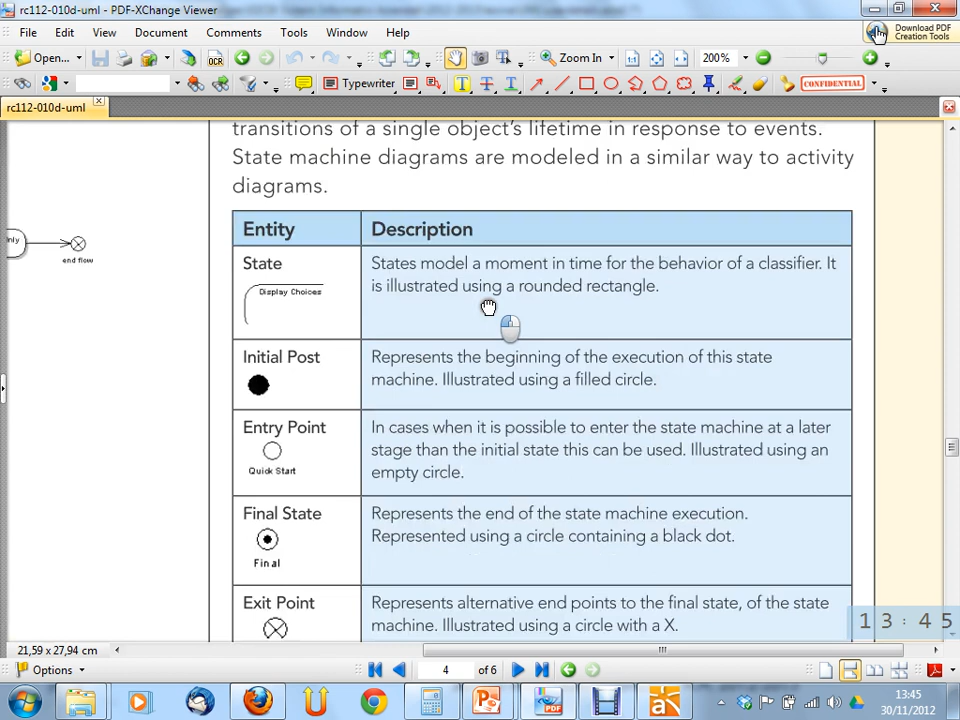 rc112-010d-uml - PDF-XChange Viewer
File Edit View Document Comments Tools Window Help
Download PDF
Creation Tools
Open... OCR Zoom In 200%
Typewriter CONFIDENTIAL
rc112-010d-uml
transitions of a single object's lifetime in response to events.
State machine diagrams are modeled in a similar way to activity
diagrams.
end flow
Entity Description
State
Display Choices
States model a moment in time for the behavior of a classifier. It
is illustrated using a rounded rectangle.
Initial Post
Represents the beginning of the execution of this state
machine. Illustrated using a filled circle.
Entry Point
Quick Start
In cases when it is possible to enter the state machine at a later
stage than the initial state this can be used. Illustrated using an
empty circle.
Final State
Final
Represents the end of the state machine execution.
Represented using a circle containing a black dot.
Exit Point
Represents alternative end points to the final state, of the state
machine. Illustrated using a circle with a X.
13:45
21,59 x 27,94 cm
Options 4 of 6
PDF
13:45
30/11/2012